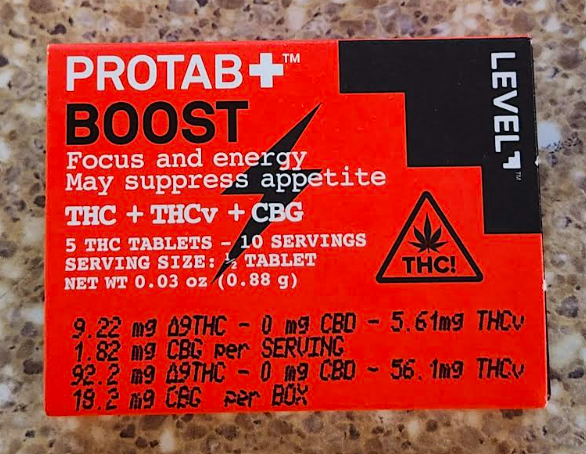 PROTAB+™
BOOST
Focus and energy
May suppress appetite
THC + THCv + CBG
5 THC TABLETS – 10 SERVINGS
SERVING SIZE: ½ TABLET
NET WT 0.03 oz (0.88 g)
LEVEL™
THC!
9.22 mg Δ9THC - 0 mg CBD - 5.61mg THCv
1.82 mg CBG per SERVING
92.2 mg Δ9THC - 0 mg CBD - 56.1mg THCv
18.2 mg CBG per BOX